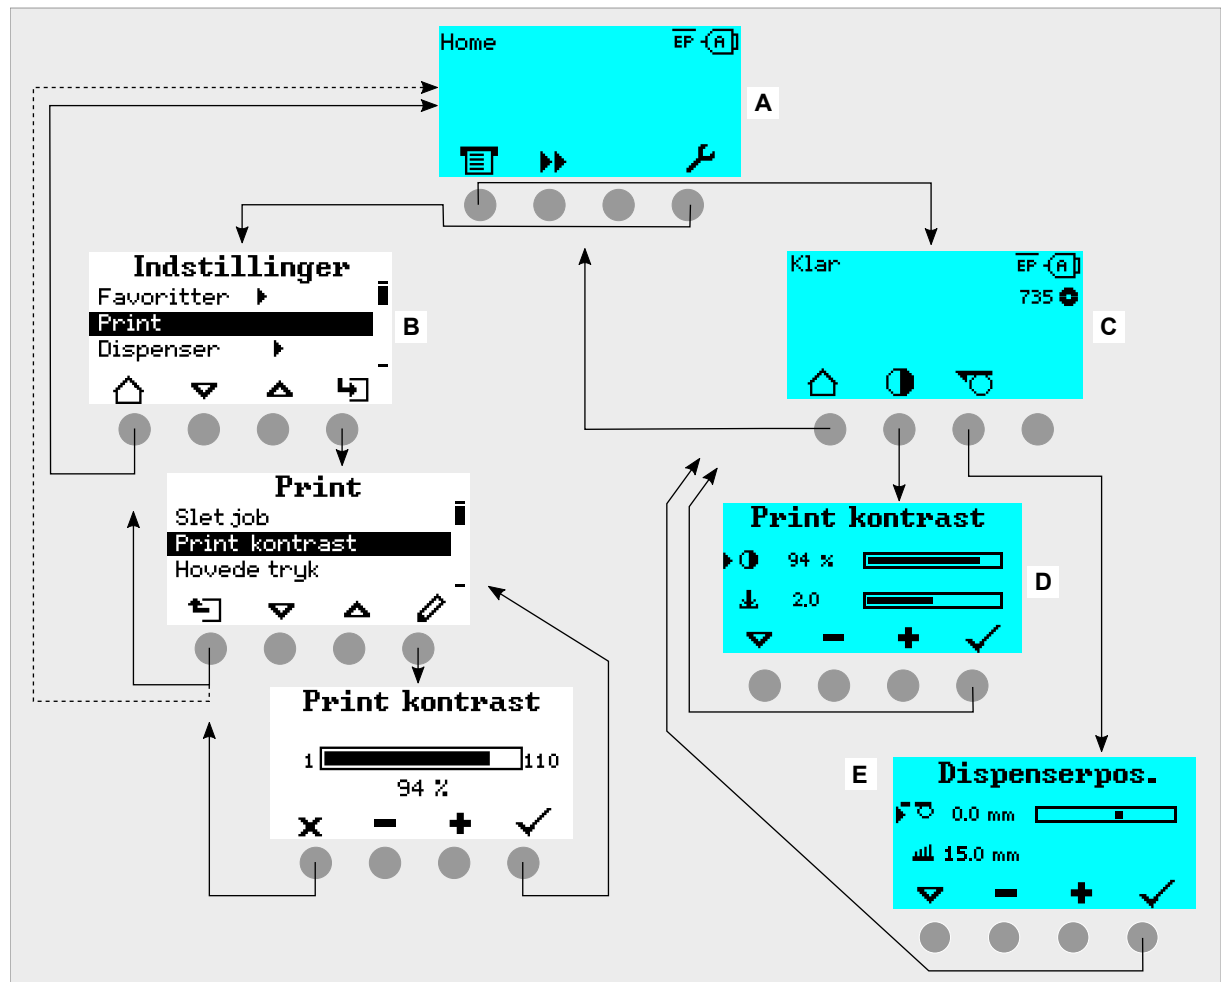 Home EP A
A
Indstillinger
Favoritter
Print
Dispenser
B
Klar EP A
735
C
Print
Slet job
Print kontrast
Hovede tryk
Print kontrast
94 %
2.0
D
Print kontrast
1 110
94 %
E
Dispenserpos.
0.0 mm
15.0 mm